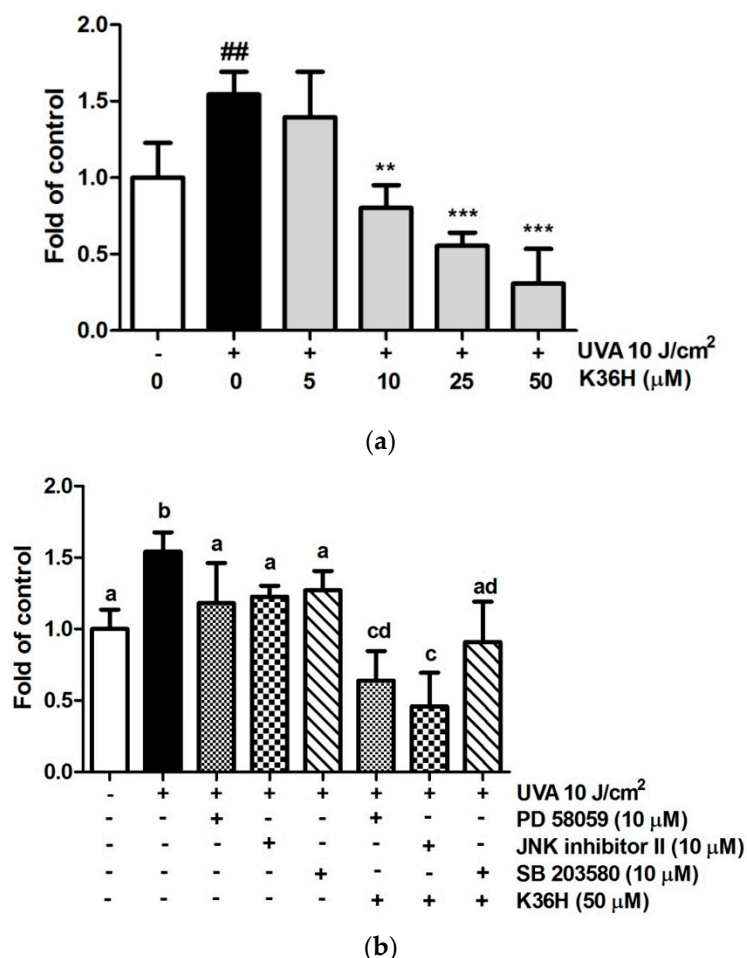 Fold of control
2.0
1.5
1.0
0.5
0.0
##
**
***
***
- + + + + + UVA 10 J/cm²
0 0 5 10 25 50 K36H (μM)
(a)
Fold of control
2.0
1.5
1.0
0.5
0.0
a b a a a cd c ad
- + + + + + + + UVA 10 J/cm²
- - + - - + - - PD 58059 (10 μM)
- - - + - - + - JNK inhibitor II (10 μM)
- - - - + - - + SB 203580 (10 μM)
- - - - - + + + K36H (50 μM)
(b)